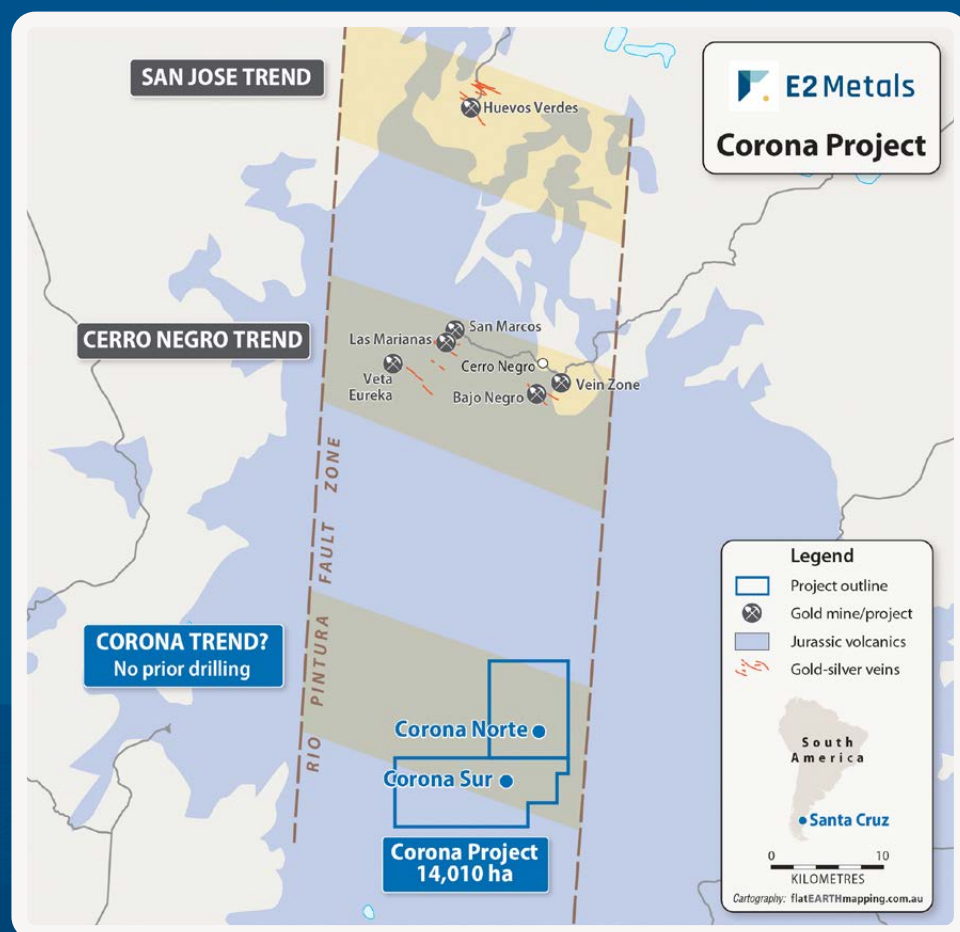 SAN JOSE TREND
Huevos Verdes
E2 Metals
Corona Project
CERRO NEGRO TREND
San Marcos
Las Marianas
Cerro Negro
Veta
Eureka
Bajo Negro
Vein Zone
RIO PINTURA FAULT ZONE
CORONA TREND?
No prior drilling
Corona Norte
Corona Sur
Corona Project
14,010 ha
Legend
Project outline
Gold mine/project
Jurassic volcanics
Gold-silver veins
South
America
Santa Cruz
0 10
KILOMETRES
Cartography: flatEARTHmapping.com.au